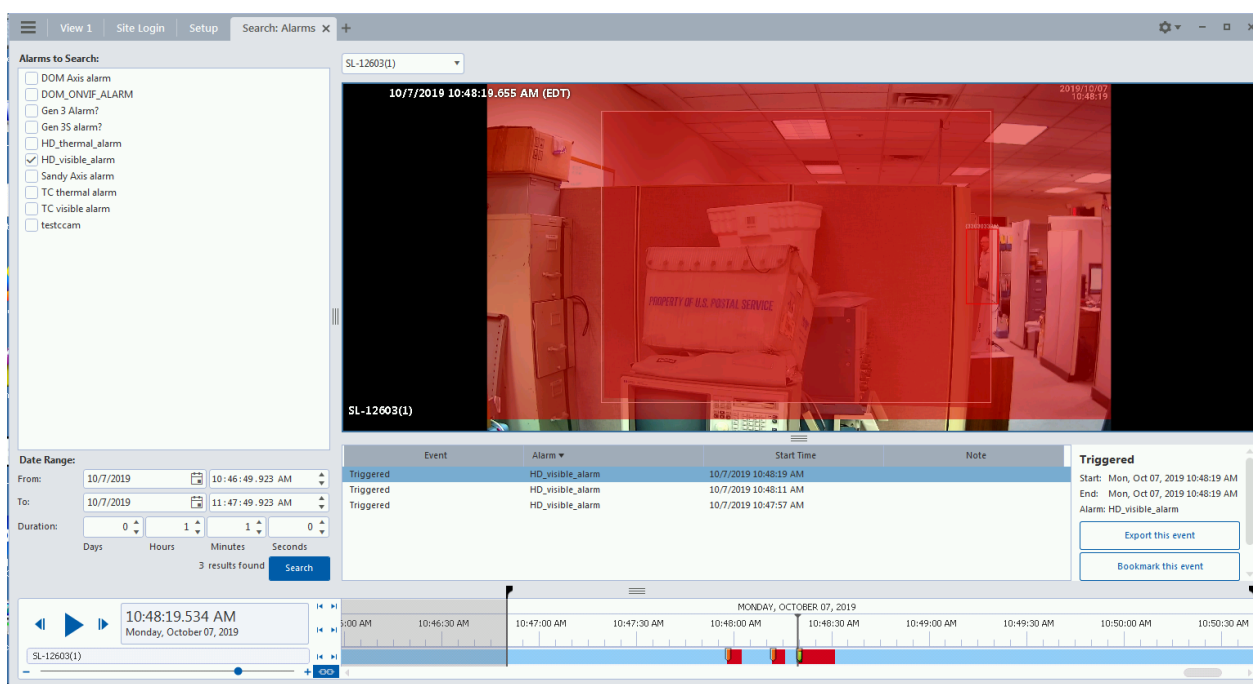 View 1 Site Login Setup Search: Alarms
Alarms to Search:
DOM Axis alarm
DOM_ONVIF_ALARM
Gen 3 Alarm?
Gen 3S alarm?
HD_thermal_alarm
HD_visible_alarm
Sandy Axis alarm
TC thermal alarm
TC visible alarm
testccam
SL-12603(1)
10/7/2019 10:48:19.655 AM (EDT)
2019/10/07
10:48:19
PROPERTY OF U.S. POSTAL SERVICE
SL-12603(1)
Date Range:
From: 10/7/2019 10:46:49.923 AM
To: 10/7/2019 11:47:49.923 AM
Duration: 0 1 1 0
Days Hours Minutes Seconds
3 results found Search
Event Alarm Start Time Note
Triggered HD_visible_alarm 10/7/2019 10:48:19 AM
Triggered HD_visible_alarm 10/7/2019 10:48:11 AM
Triggered HD_visible_alarm 10/7/2019 10:47:57 AM
Triggered
Start: Mon, Oct 07, 2019 10:48:19 AM
End: Mon, Oct 07, 2019 10:48:19 AM
Alarm: HD_visible_alarm
Export this event
Bookmark this event
10:48:19.534 AM
Monday, October 07, 2019
SL-12603(1)
MONDAY, OCTOBER 07, 2019
:00 AM 10:46:30 AM 10:47:00 AM 10:47:30 AM 10:48:00 AM 10:48:30 AM 10:49:00 AM 10:49:30 AM 10:50:00 AM 10:50:30 AM